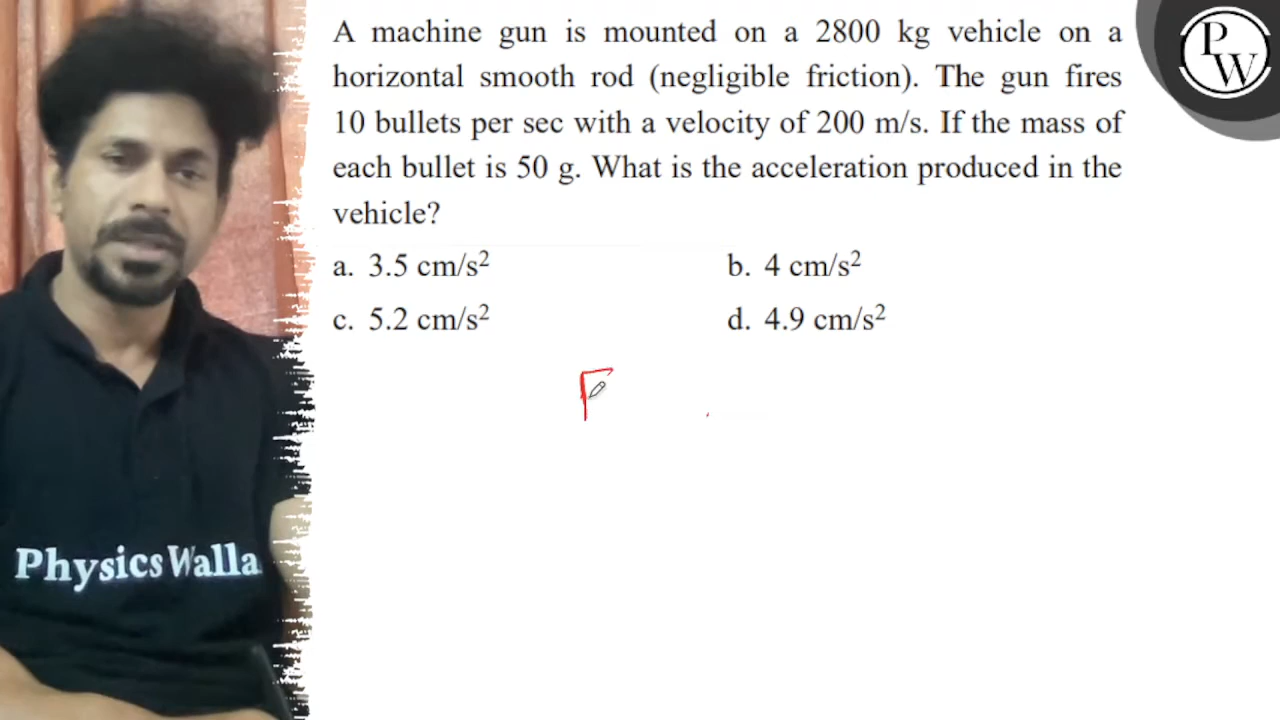 A machine gun is mounted on a 2800 kg vehicle on a
horizontal smooth rod (negligible friction). The gun fires
10 bullets per sec with a velocity of 200 m/s. If the mass of
each bullet is 50 g. What is the acceleration produced in the
vehicle?
a. 3.5 cm/s² b. 4 cm/s²
c. 5.2 cm/s² d. 4.9 cm/s²
PW
Physics Walla